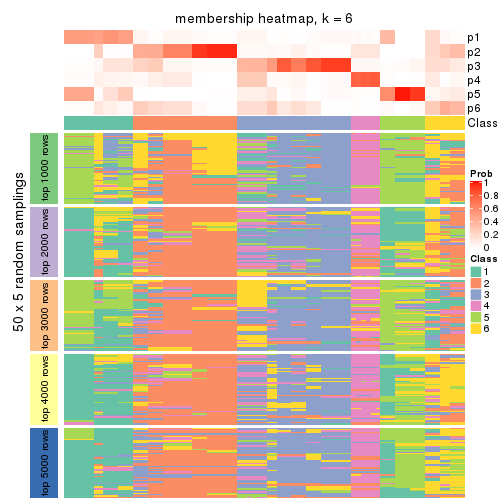 membership heatmap, k = 6
p1
p2
p3
p4
p5
p6
Class
50 x 5 random samplings
top 1000 rows
top 2000 rows
top 3000 rows
top 4000 rows
top 5000 rows
Prob
1
0.8
0.6
0.4
0.2
0
Class
1
2
3
4
5
6